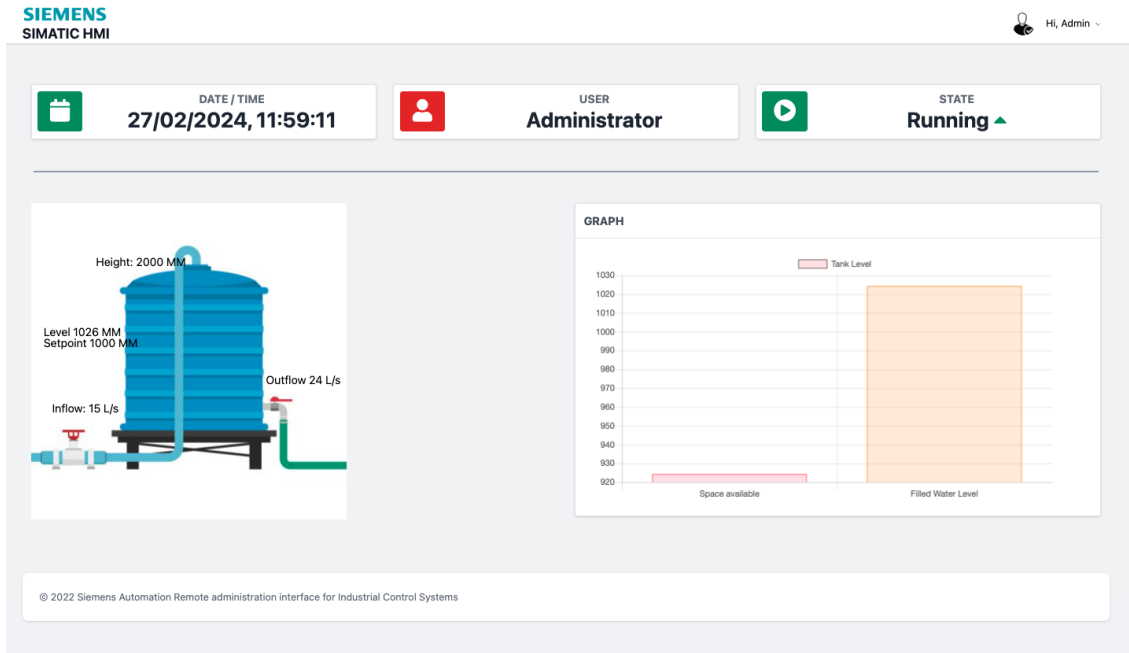 SIEMENS
SIMATIC HMI
Hi, Admin
DATE / TIME
27/02/2024, 11:59:11
USER
Administrator
STATE
Running
Height: 2000 MM
Level 1026 MM
Setpoint 1000 MM
Outflow 24 L/s
Inflow: 15 L/s
GRAPH
Tank Level
1030
1020
1010
1000
990
980
970
960
950
940
930
920
Space available
Filled Water Level
© 2022 Siemens Automation Remote administration interface for Industrial Control Systems